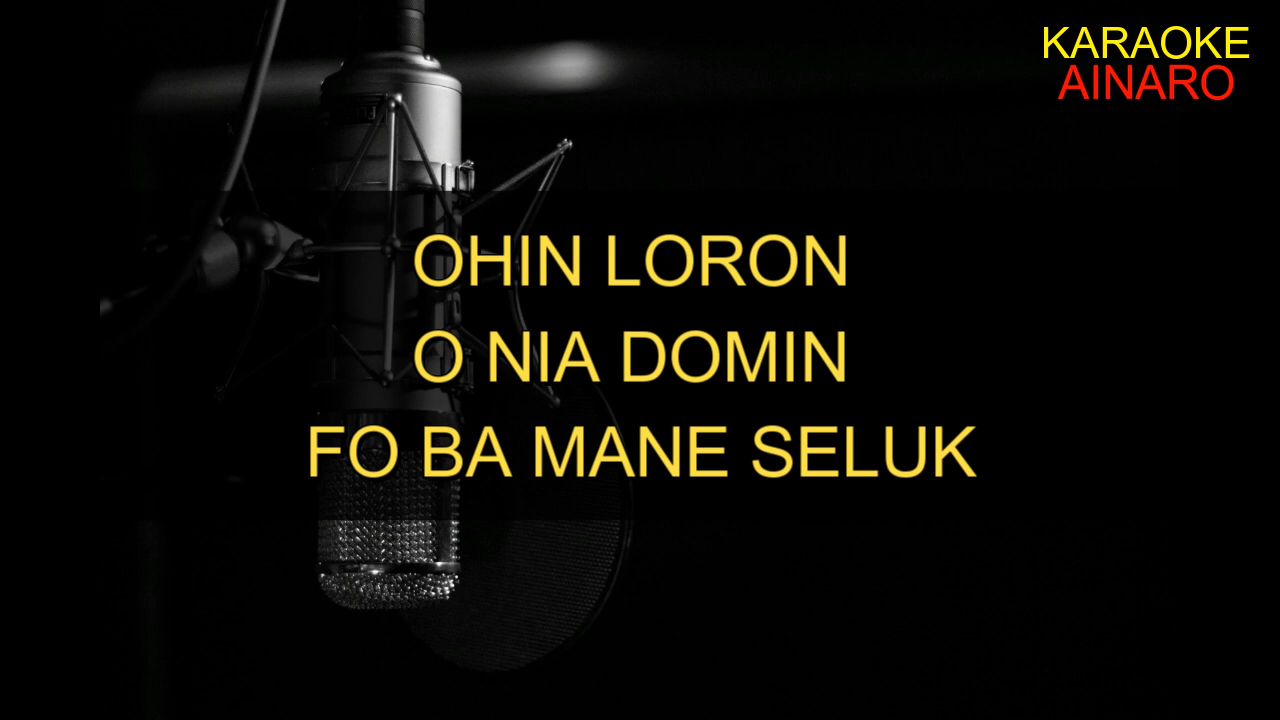 KARAOKE
AINARO
OHIN LORON
O NIA DOMIN
FO BA MANE SELUK